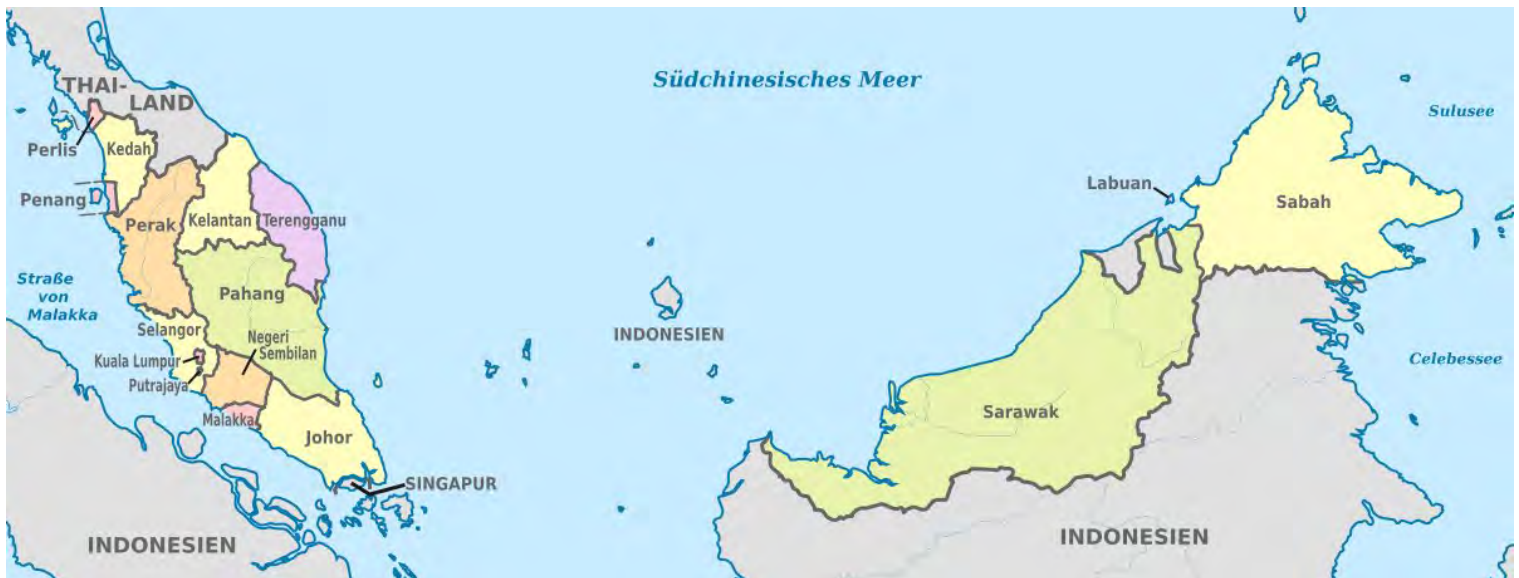 Südchinesisches Meer
THAI-
LAND
Sulusee
Perlis
Kedah
Labuan
Penang
Sabah
Perak
Kelantan
Terengganu
Straße
von
Malakka
Pahang
INDONESIEN
Selangor
Negeri
Sembilan
Kuala Lumpur
Putrajaya
Celebessee
Malakka
Sarawak
Johor
SINGAPUR
INDONESIEN
INDONESIEN